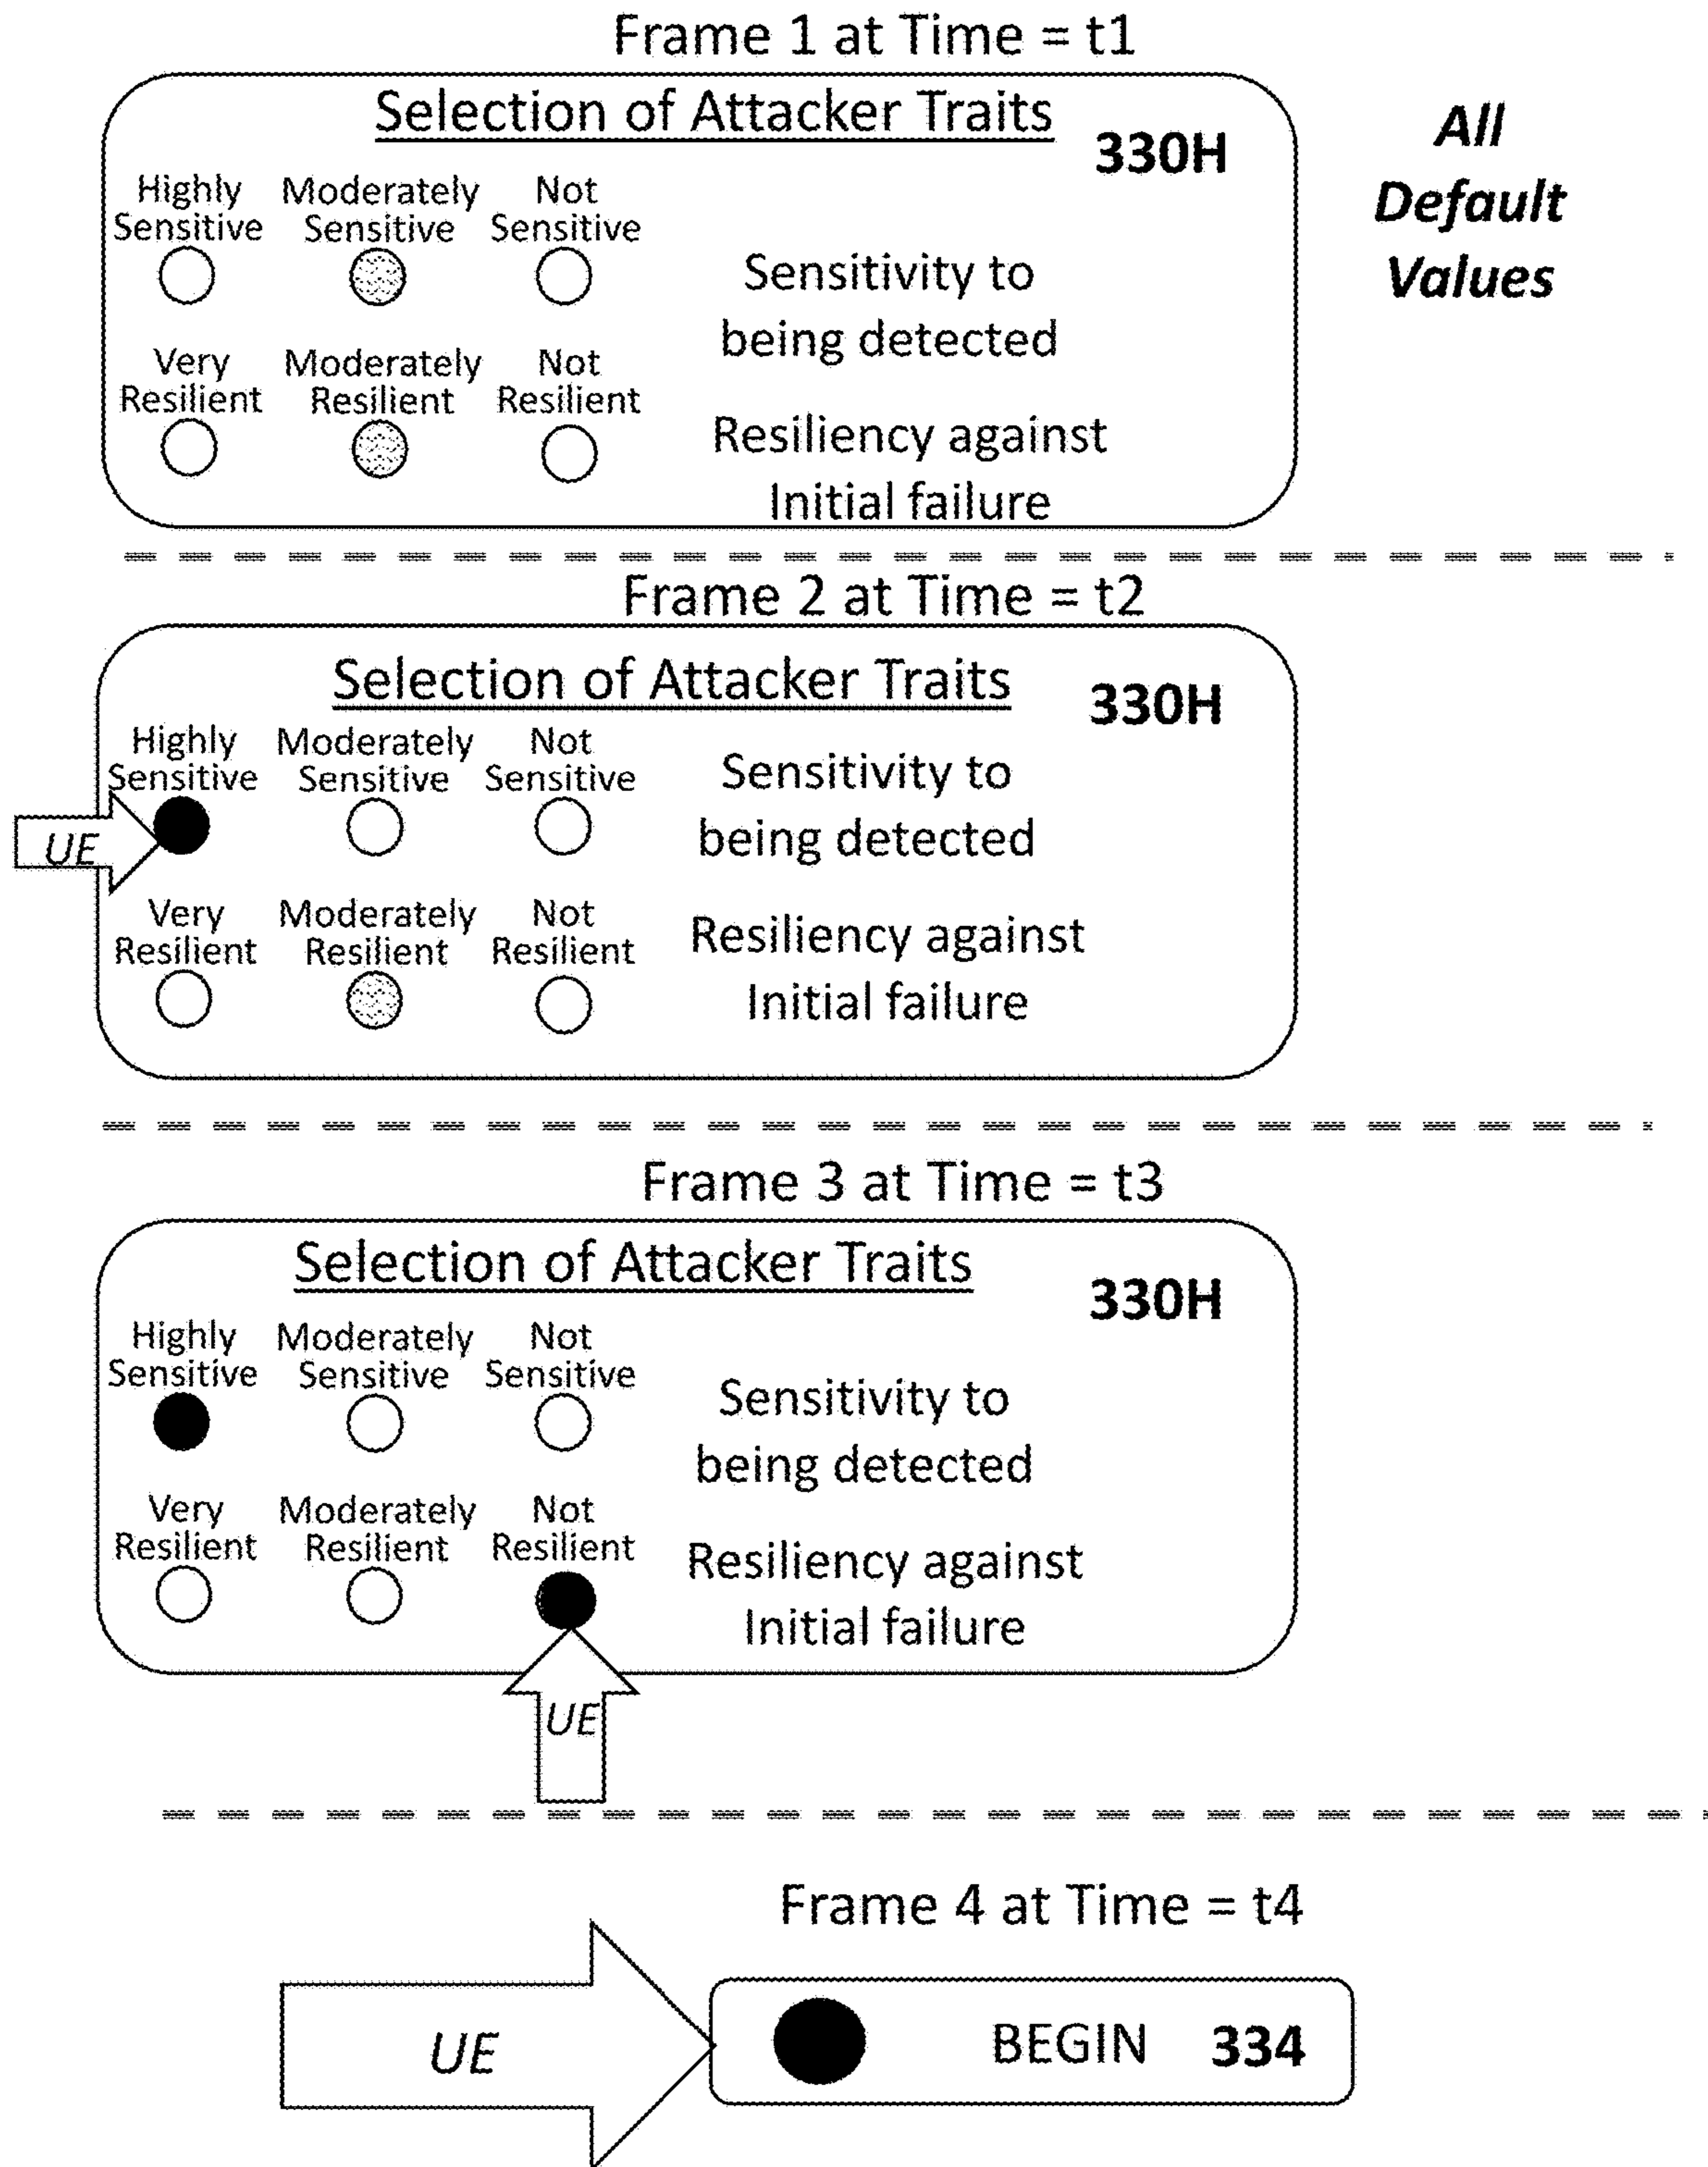 Frame 1 at Time = t1
Selection of Attacker Traits
330H
All
Default
Values
Highly Moderately Not
Sensitive Sensitive Sensitive
Sensitivity to
being detected
Very Moderately Not
Resilient Resilient Resilient
Resiliency against
Initial failure
Frame 2 at Time = t2
Selection of Attacker Traits
330H
Highly Moderately Not
Sensitive Sensitive Sensitive
Sensitivity to
being detected
UE
Very Moderately Not
Resilient Resilient Resilient
Resiliency against
Initial failure
Frame 3 at Time = t3
Selection of Attacker Traits
330H
Highly Moderately Not
Sensitive Sensitive Sensitive
Sensitivity to
being detected
Very Moderately Not
Resilient Resilient Resilient
Resiliency against
Initial failure
UE
Frame 4 at Time = t4
UE
BEGIN 334